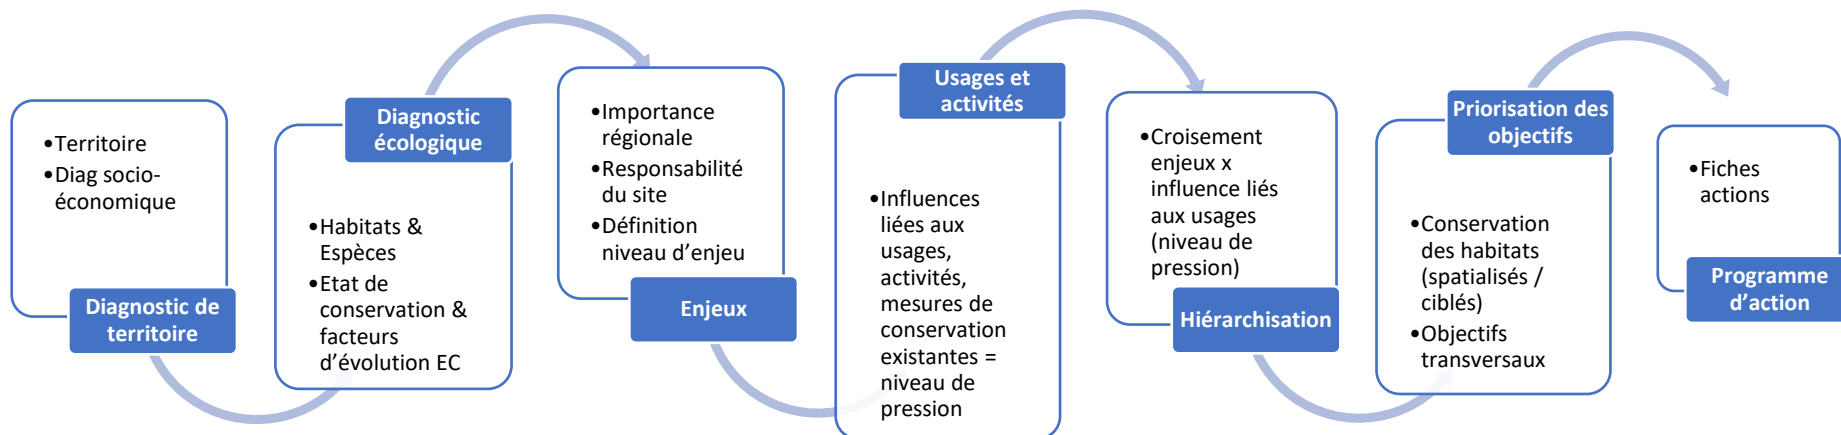 •Territoire
•Diag socio-
économique
Diagnostic de
territoire
Diagnostic
écologique
•Habitats &
Espèces
•Etat de
conservation &
facteurs
d’évolution EC
•Importance
régionale
•Responsabilité
du site
•Définition
niveau d’enjeu
Enjeux
Usages et
activités
•Influences
liées aux
usages,
activités,
mesures de
conservation
existantes =
niveau de
pression
•Croisement
enjeux x
influence liés
aux usages
(niveau de
pression)
Hiérarchisation
Priorisation des
objectifs
•Conservation
des habitats
(spatialisés /
ciblés)
•Objectifs
transversaux
•Fiches
actions
Programme
d’action